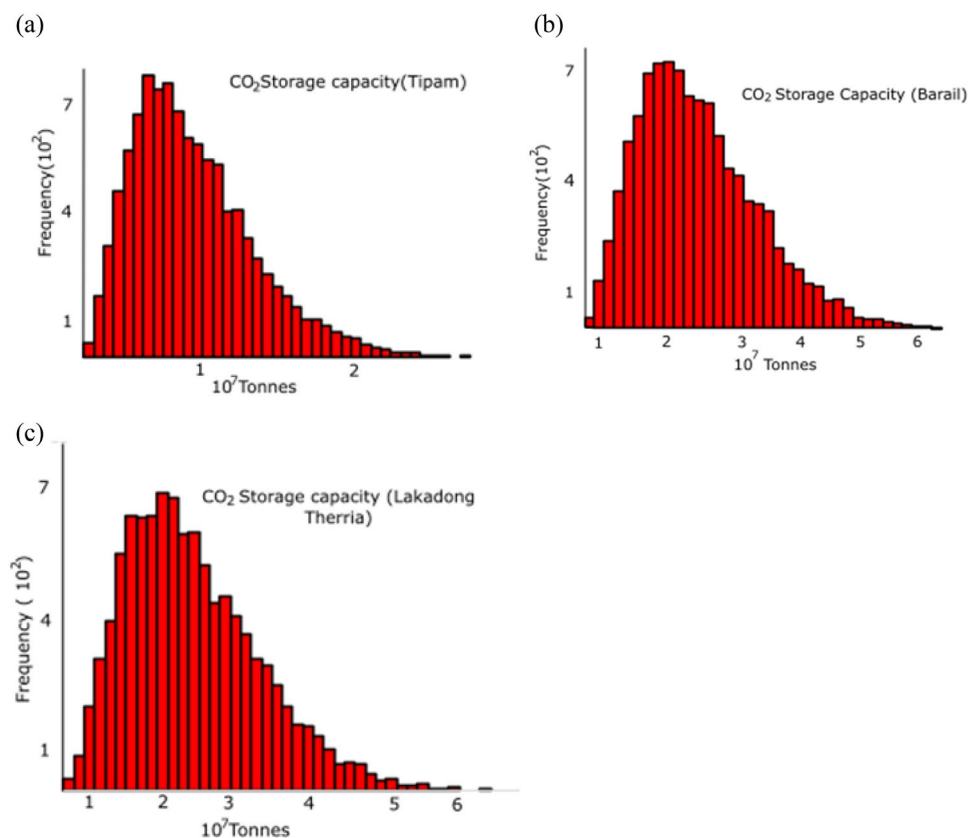 (a)
CO₂Storage capacity(Tipam)
Frequency(10²)
7
4
1
1 2
10⁷Tonnes
(b)
CO₂ Storage Capacity (Barail)
Frequency(10²)
7
4
1
1 2 3 4 5 6
10⁷ Tonnes
(c)
CO₂ Storage capacity (Lakadong
Therria)
Frequency ( 10²)
7
4
1
1 2 3 4 5 6
10⁷Tonnes